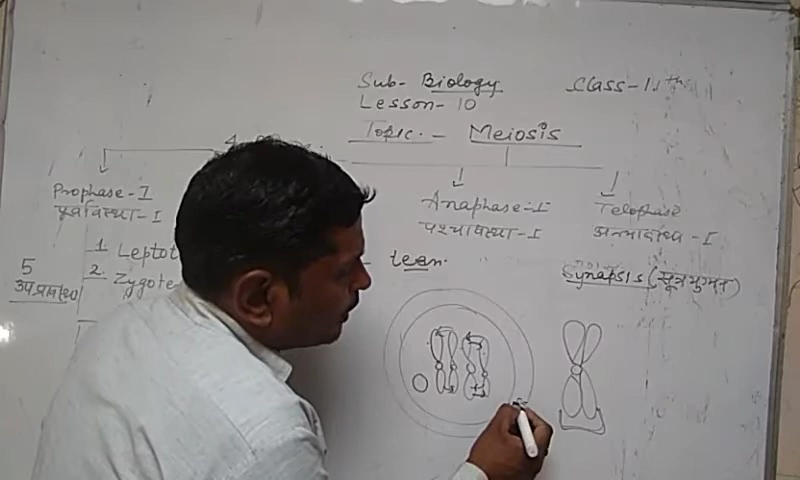 Sub- Biology Class-11th
Lesson- 10
Topic. - Meiosis
Prophase-I
पूर्वावस्था-I
Anaphase-I
पश्चावस्था-I
Telophase
अन्त्यावस्था-I
1. Leptot
5
2. Zygote
Synapsis (सूत्रयुग्मन)